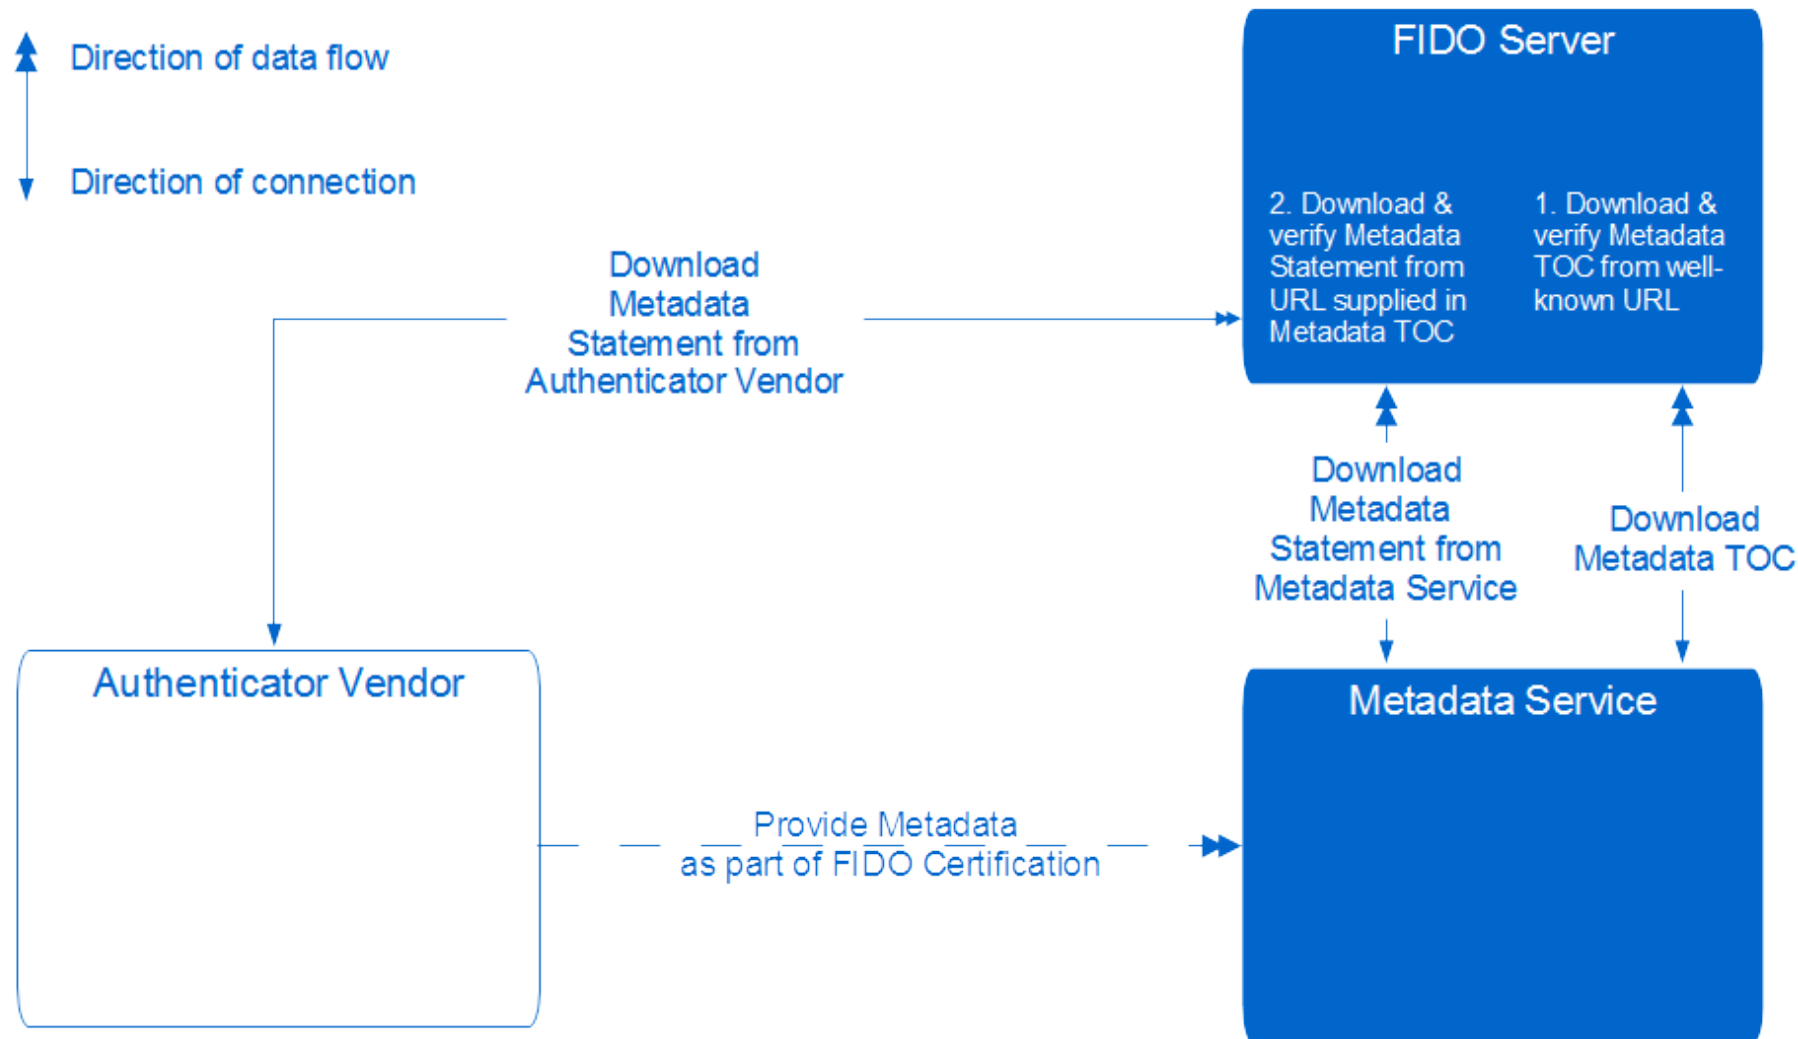 Direction of data flow
Direction of connection
FIDO Server
2. Download &
verify Metadata
Statement from
URL supplied in
Metadata TOC
1. Download &
verify Metadata
TOC from well-
known URL
Download
Metadata
Statement from
Authenticator Vendor
Download
Metadata
Statement from
Metadata Service
Download
Metadata TOC
Authenticator Vendor
Metadata Service
Provide Metadata
as part of FIDO Certification